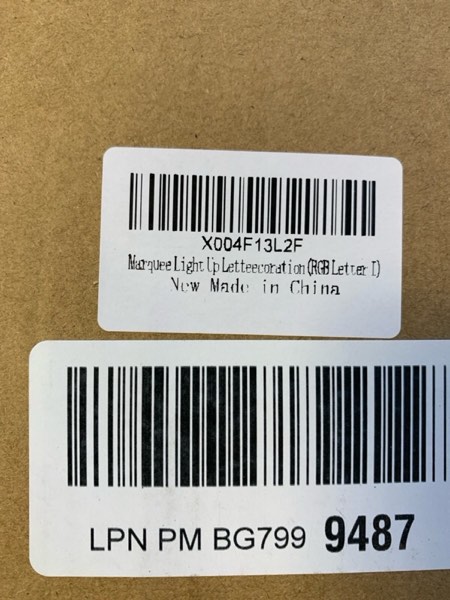 X004F13L2F
Marquee Light Up Letteecoration (RGB Letter I)
New Made in China
LPN PM BG799 9487